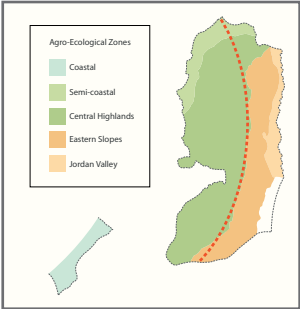 Agro-Ecological Zones
Coastal
Semi-coastal
Central Highlands
Eastern Slopes
Jordan Valley